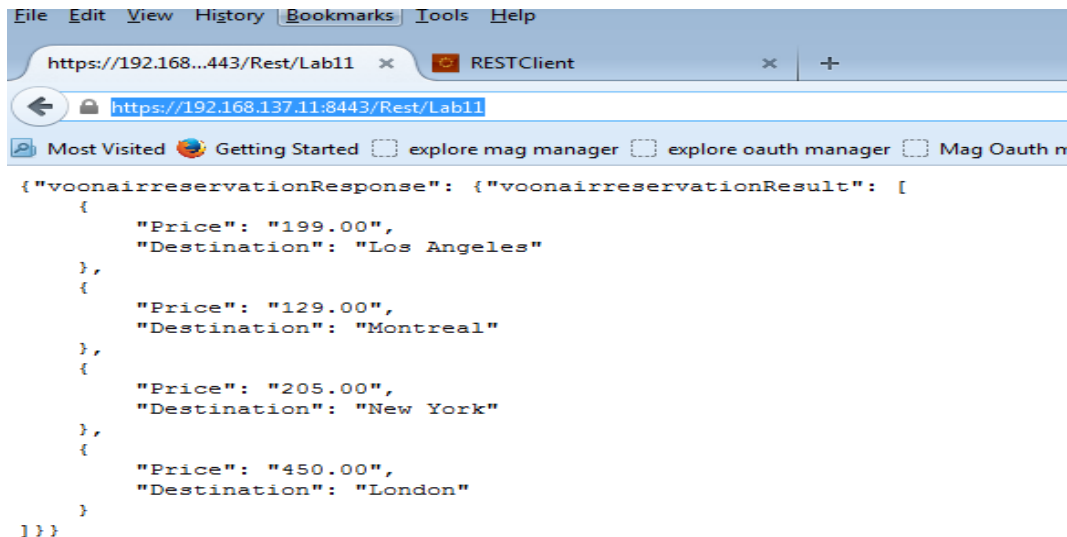 File Edit View History Bookmarks Tools Help
https://192.168...443/Rest/Lab11 × RESTClient × +
https://192.168.137.11:8443/Rest/Lab11
Most Visited Getting Started explore mag manager explore oauth manager Mag Oauth
{"voonairreservationResponse": {"voonairreservationResult": [
{
"Price": "199.00",
"Destination": "Los Angeles"
},
{
"Price": "129.00",
"Destination": "Montreal"
},
{
"Price": "205.00",
"Destination": "New York"
},
{
"Price": "450.00",
"Destination": "London"
}
]}}